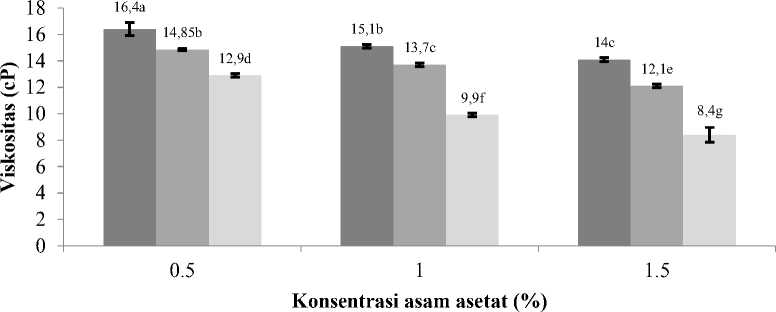 Viskositas (cP)
18
16
14
12
10
8
6
4
2
0
16,4a
14,85b
12,9d
15,1b
13,7c
9,9f
14c
12,1e
8,4g
0.5
1
1.5
Konsentrasi asam asetat (%)